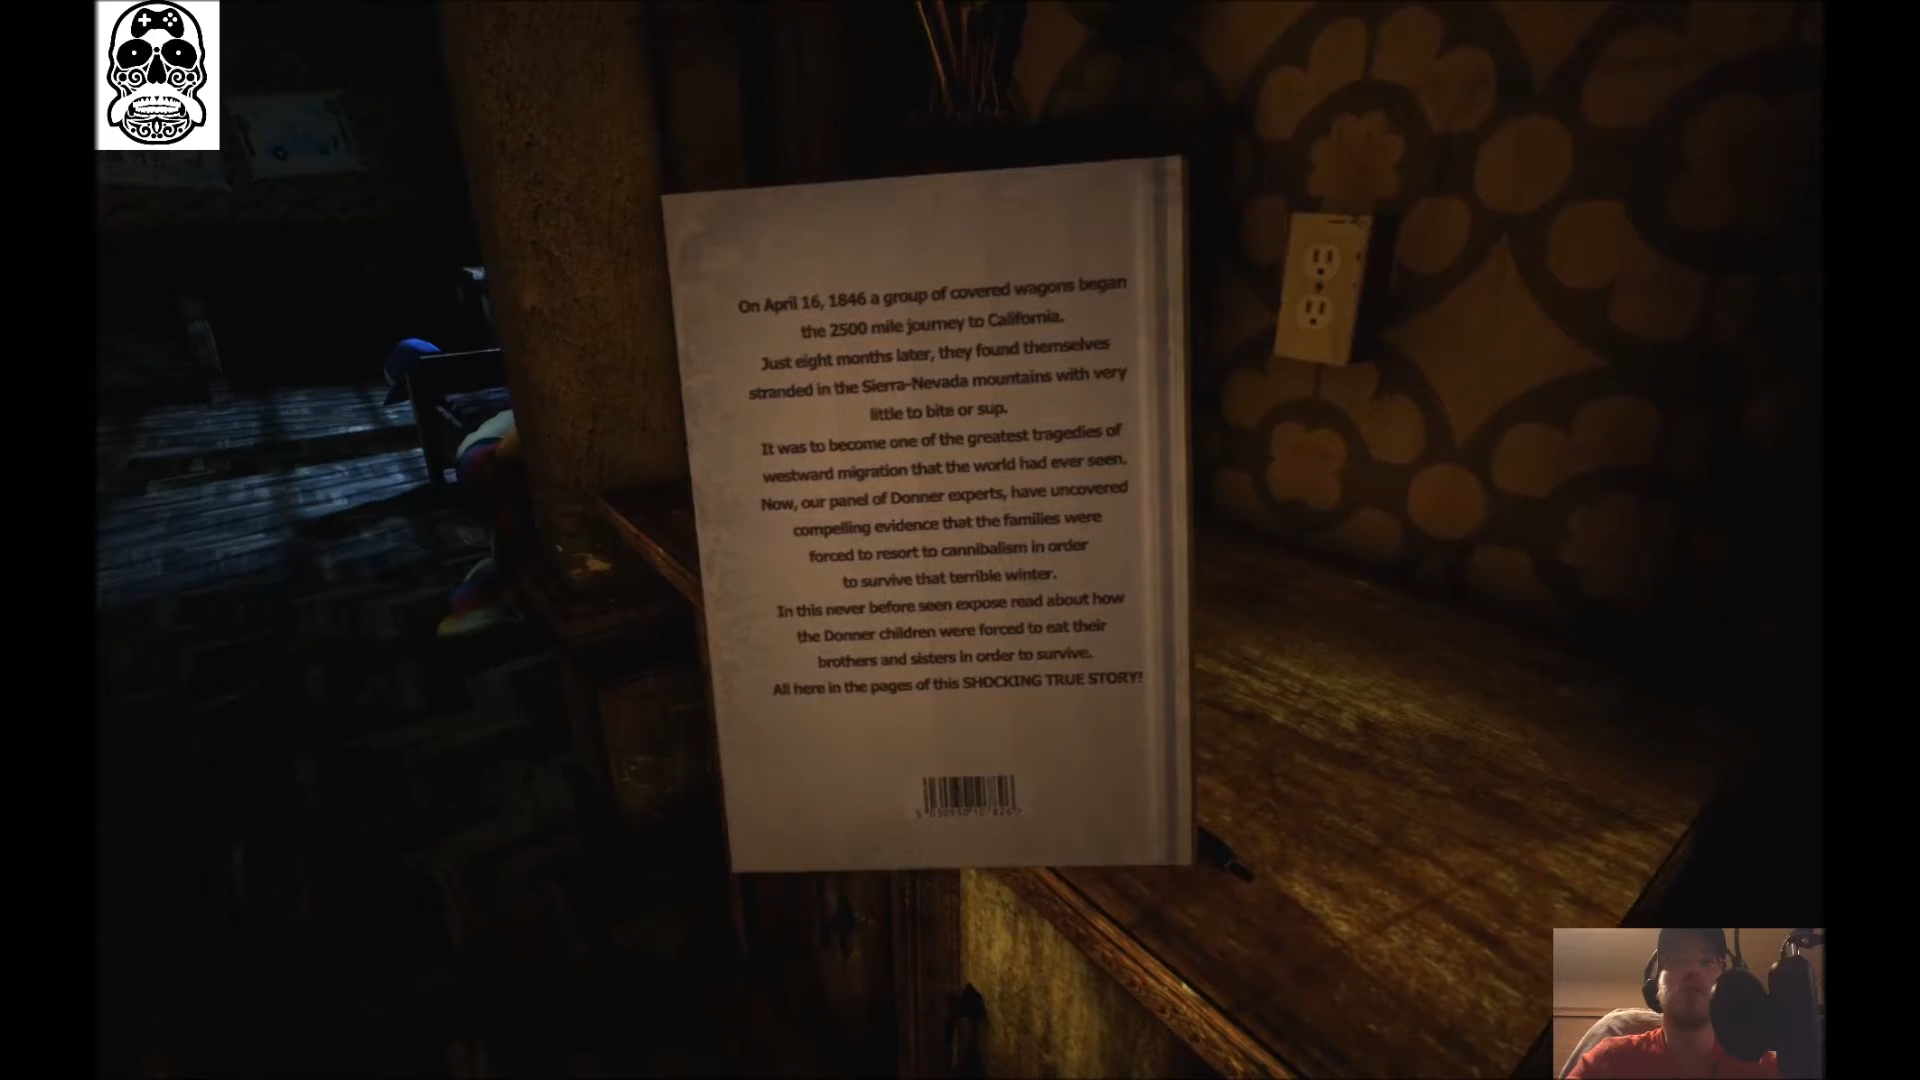 On April 16, 1846 a group of covered wagons began
the 2500 mile journey to California.
Just eight months later, they found themselves
stranded in the Sierra-Nevada mountains with very
little to bite or sup.
It was to become one of the greatest tragedies of
westward migration that the world had ever seen.
Now, our panel of Donner experts, have uncovered
compelling evidence that the families were
forced to resort to cannibalism in order
to survive that terrible winter.
In this never before seen expose read about how
the Donner children were forced to eat their
brothers and sisters in order to survive.
All here in the pages of this SHOCKING TRUE STORY!